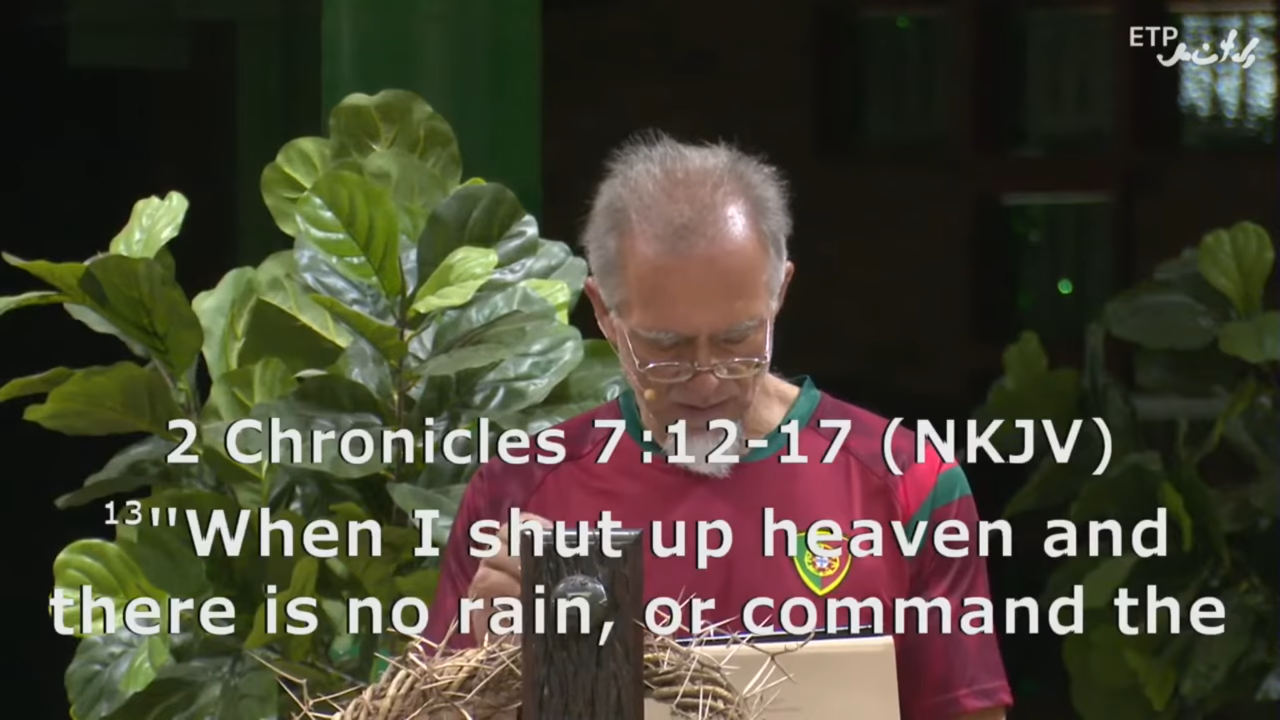 ETP
2 Chronicles 7:12-17 (NKJV)
13"When I shut up heaven and
there is no rain, or command the